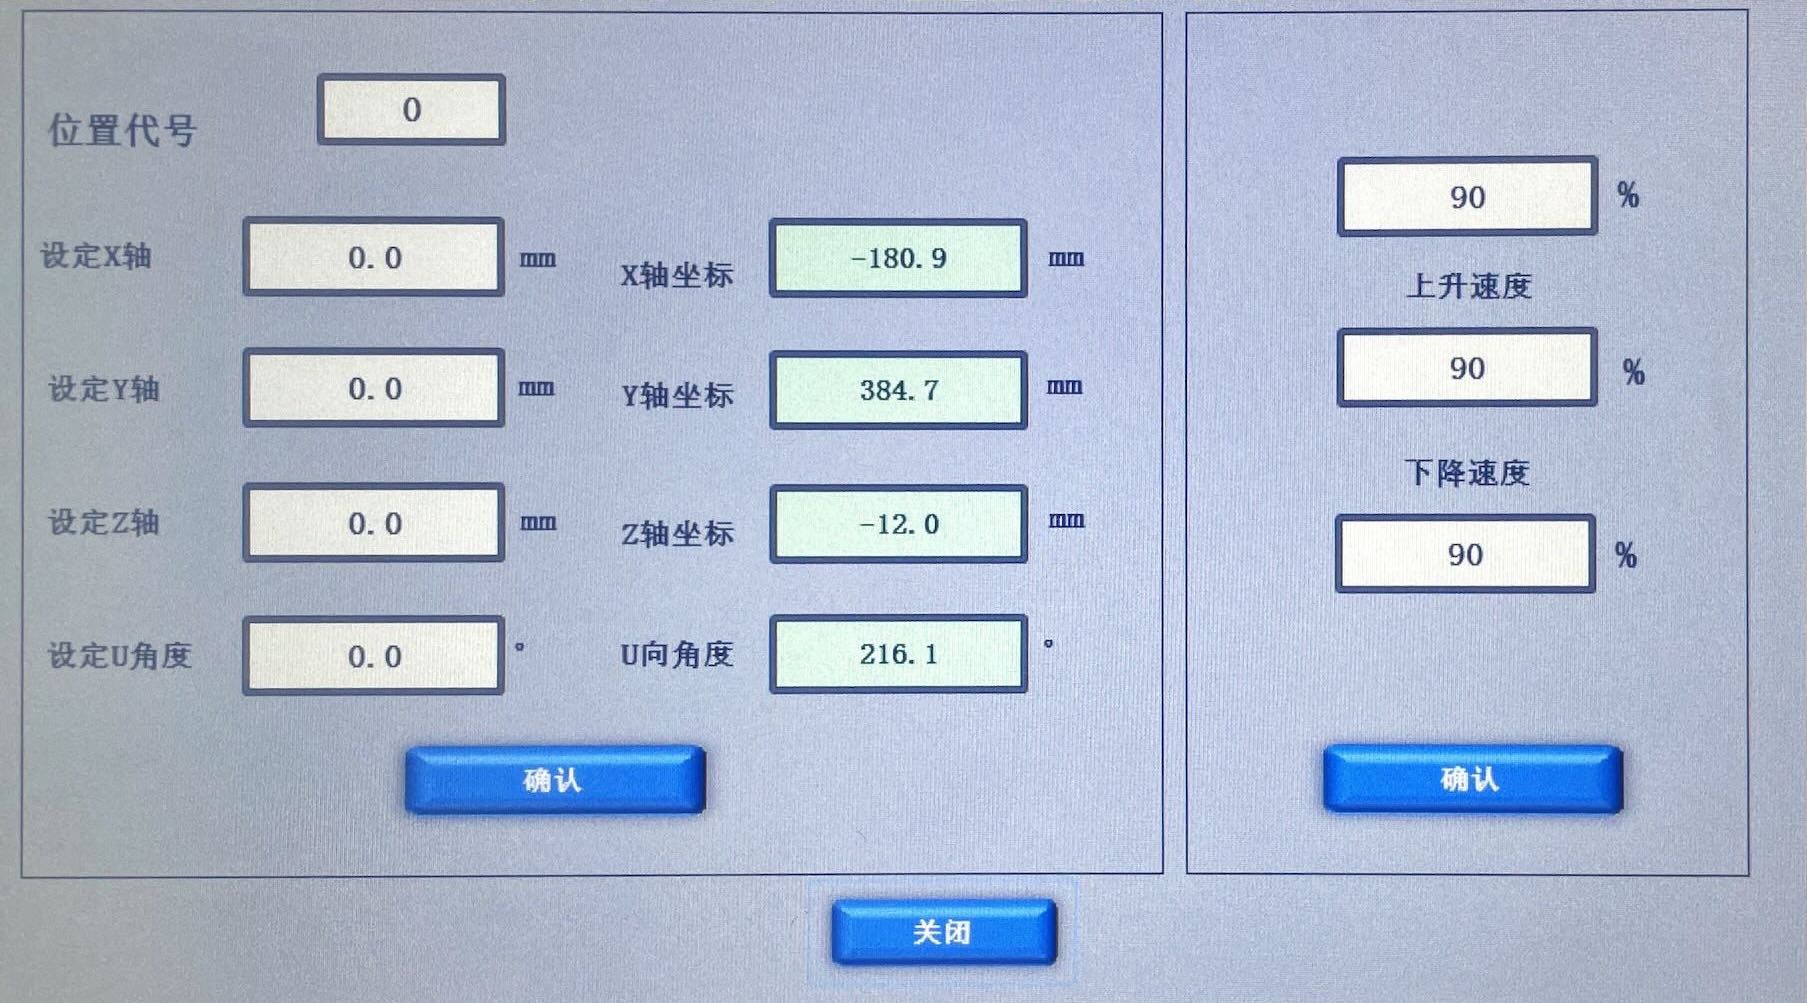 位置代号 0
设定X轴 0.0 mm X轴坐标 -180.9 mm
设定Y轴 0.0 mm Y轴坐标 384.7 mm
设定Z轴 0.0 mm Z轴坐标 -12.0 mm
设定U角度 0.0 ° U向角度 216.1 °
确认
90 %
上升速度
90 %
下降速度
90 %
确认
关闭